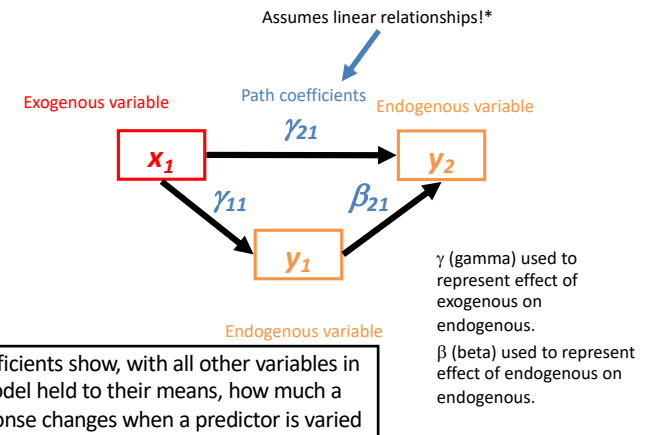 Assumes linear relationships!*
Exogenous variable
Path coefficients
Endogenous variable
γ21
x1
y2
γ11
β21
y1
γ (gamma) used to
represent effect of
exogenous on
endogenous.
Endogenous variable
β (beta) used to represent
effect of endogenous on
endogenous.
ficients show, with all other variables in
odel held to their means, how much a
onse changes when a predictor is varied